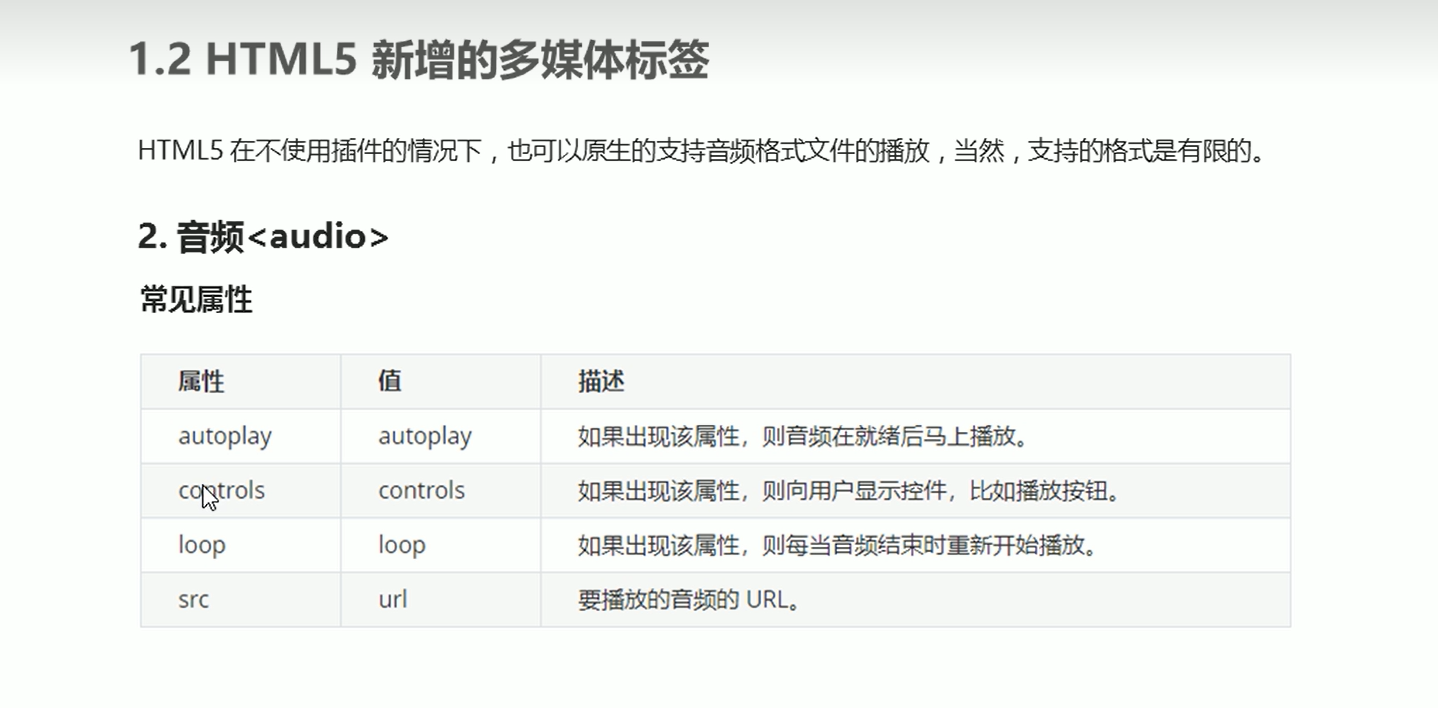 1.2 HTML5 新增的多媒体标签
HTML5 在不使用插件的情况下，也可以原生的支持音频格式文件的播放，当然，支持的格式是有限的。
2. 音频<audio>
常见属性
属性 值 描述
autoplay autoplay 如果出现该属性，则音频在就绪后马上播放。
controls controls 如果出现该属性，则向用户显示控件，比如播放按钮。
loop loop 如果出现该属性，则每当音频结束时重新开始播放。
src url 要播放的音频的 URL。